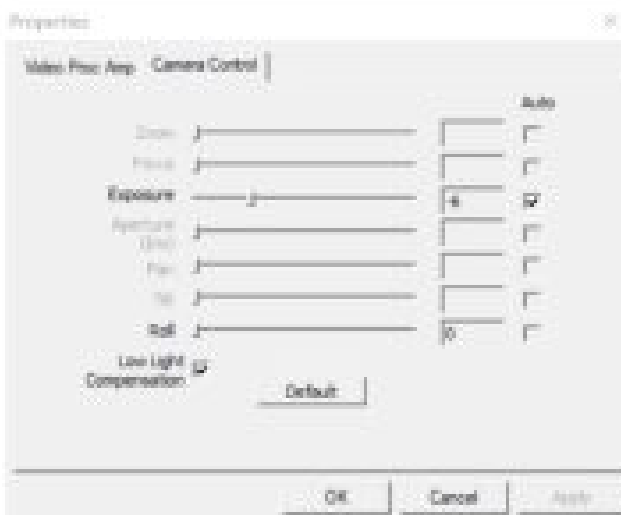 Properties
Video Proc Amp Camera Control
Auto
Zoom
Focus
Exposure
Aperture
(Iris)
Pan
Tilt
Roll 0
Low Light
Compensation
Default
OK Cancel Apply